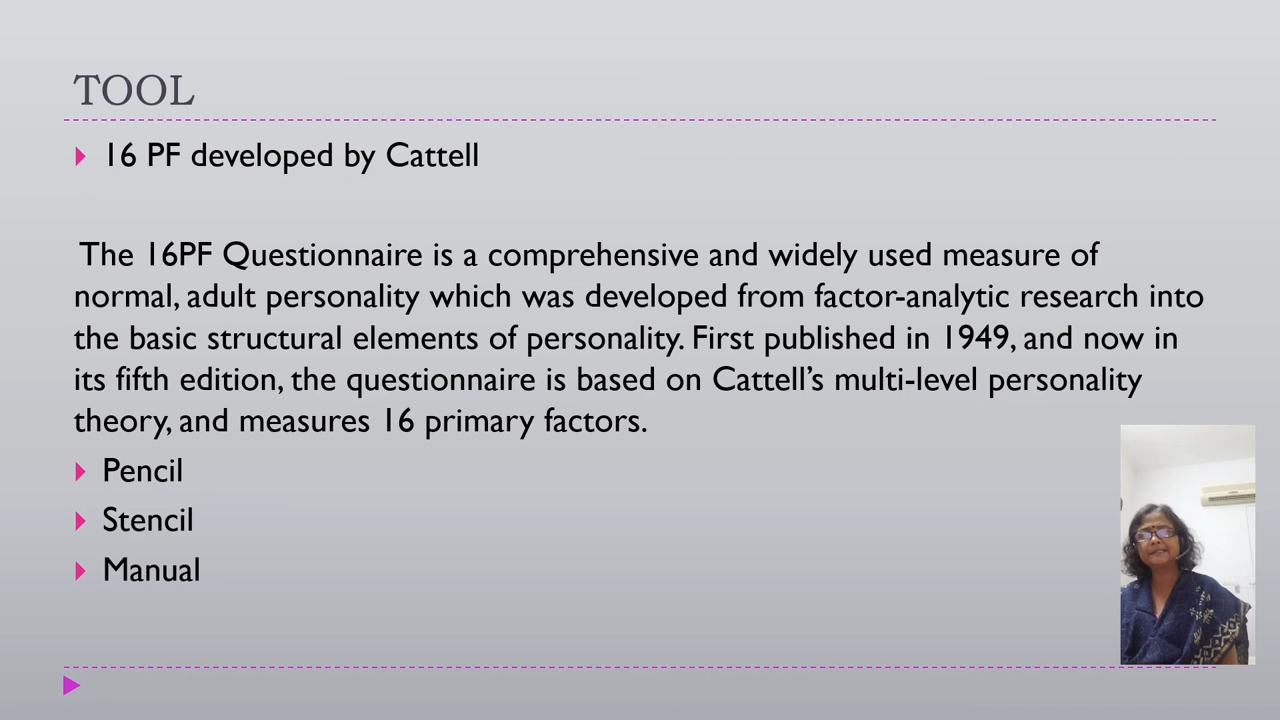 TOOL
16 PF developed by Cattell
The 16PF Questionnaire is a comprehensive and widely used measure of
normal, adult personality which was developed from factor-analytic research into
the basic structural elements of personality. First published in 1949, and now in
its fifth edition, the questionnaire is based on Cattell’s multi-level personality
theory, and measures 16 primary factors.
Pencil
Stencil
Manual